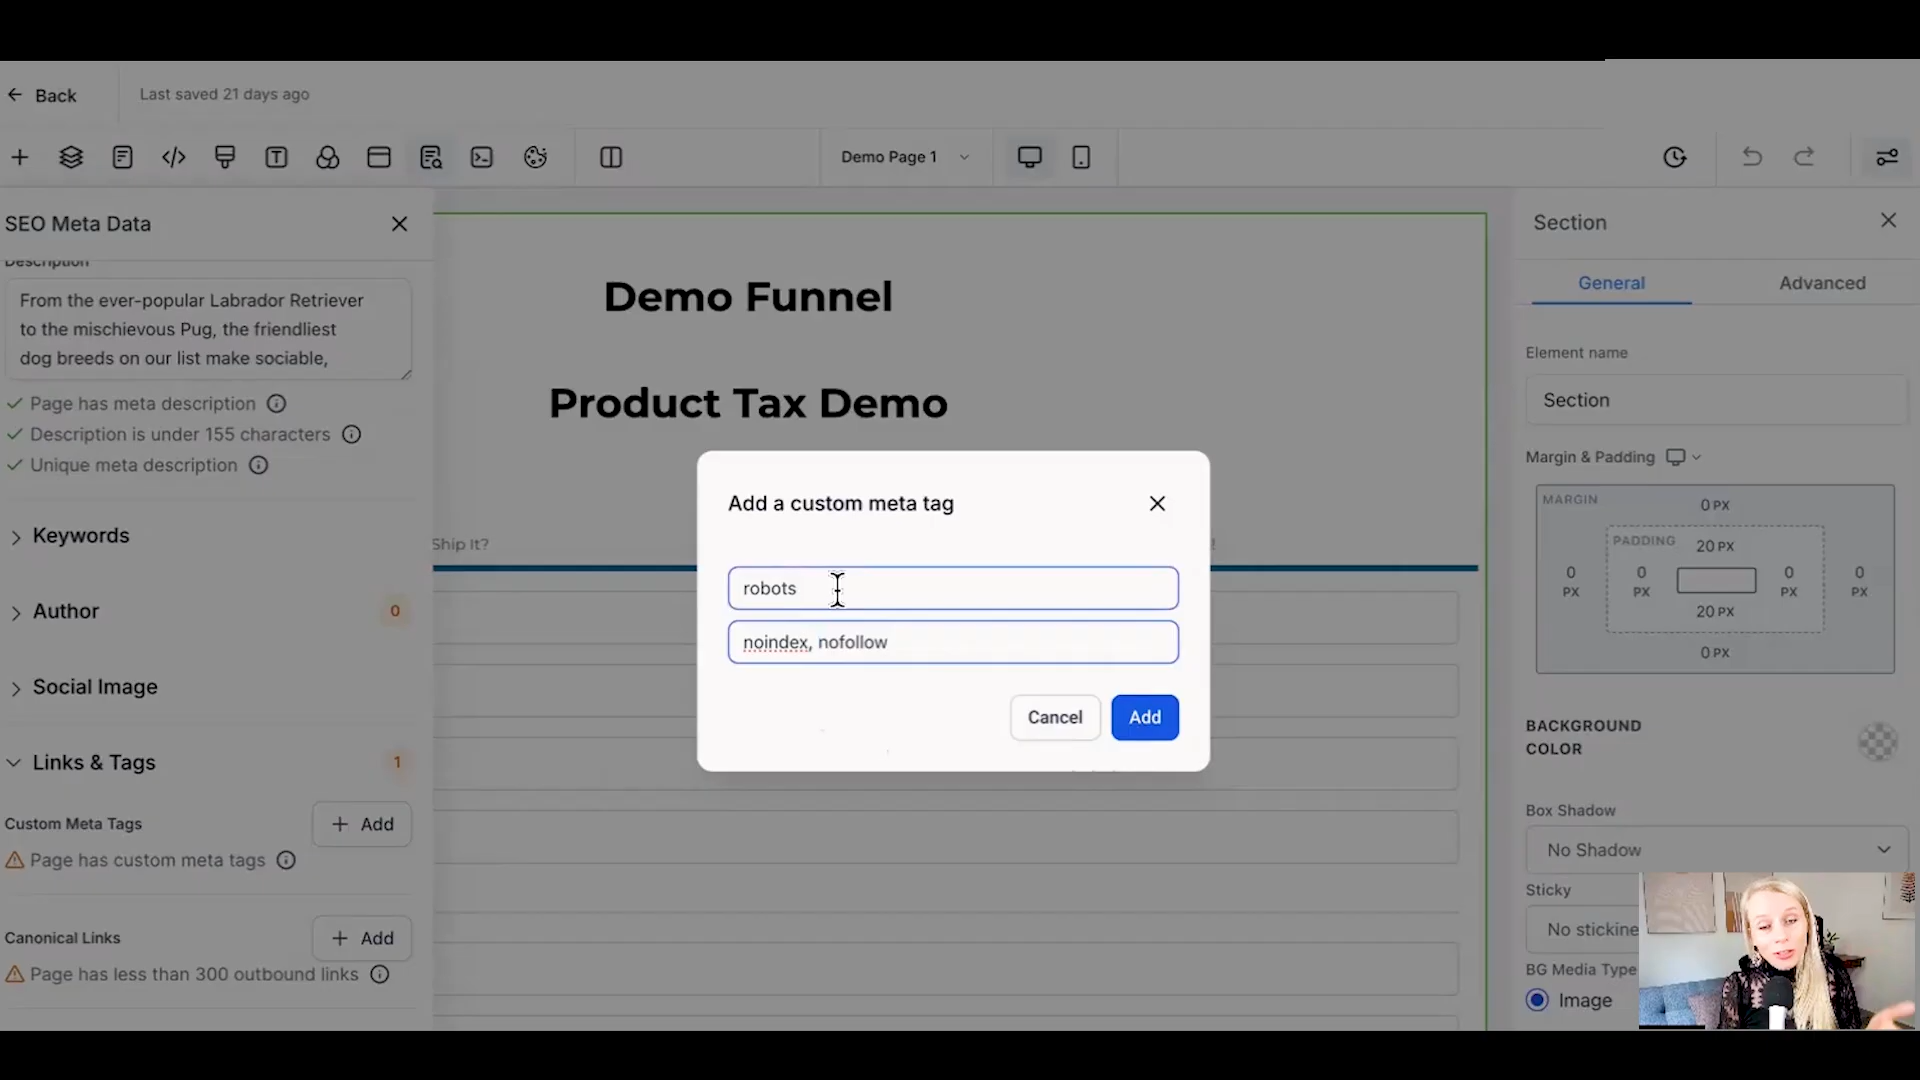 Back
Last saved 21 days ago
Demo Page 1
SEO Meta Data
Description
From the ever-popular Labrador Retriever
to the mischievous Pug, the friendliest
dog breeds on our list make sociable,
Page has meta description
Description is under 155 characters
Unique meta description
Keywords
Author
0
Social Image
Links & Tags
1
Custom Meta Tags
+ Add
Page has custom meta tags
Canonical Links
+ Add
Page has less than 300 outbound links
Demo Funnel
Product Tax Demo
Ship It?
!
Add a custom meta tag
robots
noindex, nofollow
Cancel
Add
Section
General
Advanced
Element name
Section
Margin & Padding
MARGIN
0 PX
PADDING
20 PX
0
PX
0
PX
0
PX
0
PX
20 PX
0 PX
BACKGROUND
COLOR
Box Shadow
No Shadow
Sticky
No stickine
BG Media Type
Image